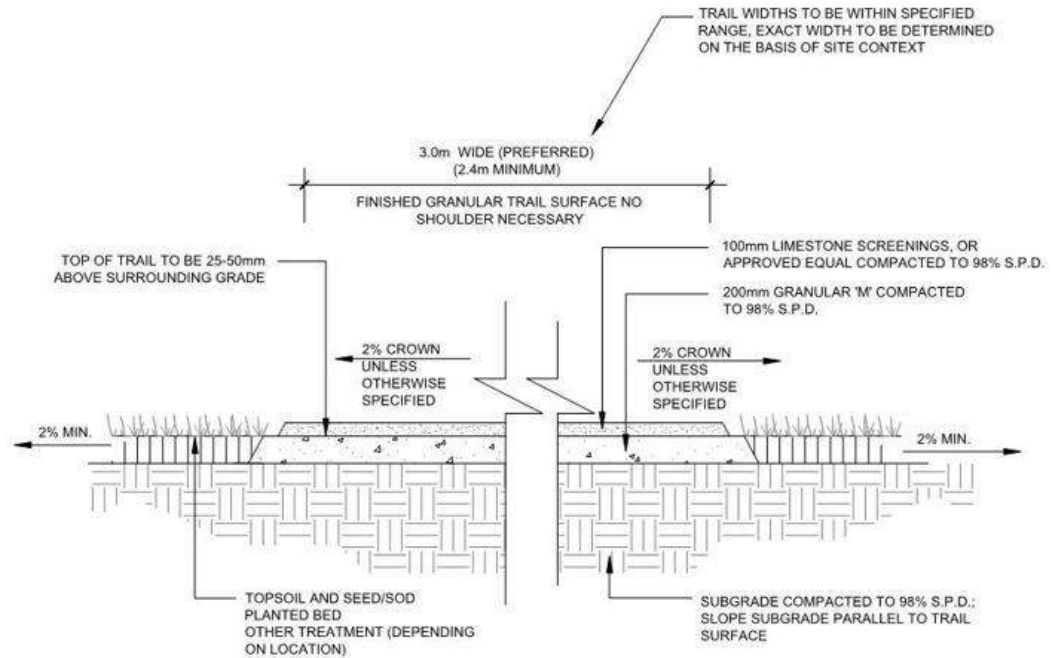 TRAIL WIDTHS TO BE WITHIN SPECIFIED
RANGE, EXACT WIDTH TO BE DETERMINED
ON THE BASIS OF SITE CONTEXT
3.0m WIDE (PREFERRED)
(2.4m MINIMUM)
FINISHED GRANULAR TRAIL SURFACE NO
SHOULDER NECESSARY
TOP OF TRAIL TO BE 25-50mm
ABOVE SURROUNDING GRADE
100mm LIMESTONE SCREENINGS, OR
APPROVED EQUAL COMPACTED TO 98% S.P.D.
200mm GRANULAR 'M' COMPACTED
TO 98% S.P.D.
2% CROWN
UNLESS
OTHERWISE
SPECIFIED
2% CROWN
UNLESS
OTHERWISE
SPECIFIED
2% MIN.
2% MIN.
TOPSOIL AND SEED/SOD
PLANTED BED
OTHER TREATMENT (DEPENDING
ON LOCATION)
SUBGRADE COMPACTED TO 98% S.P.D.;
SLOPE SUBGRADE PARALLEL TO TRAIL
SURFACE